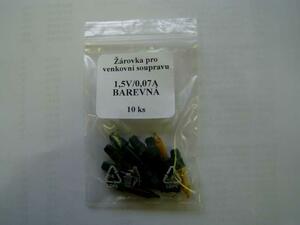 Žárovka pro
venkovní soupravu
1,5V/0,07A
BAREVNÁ
10 ks